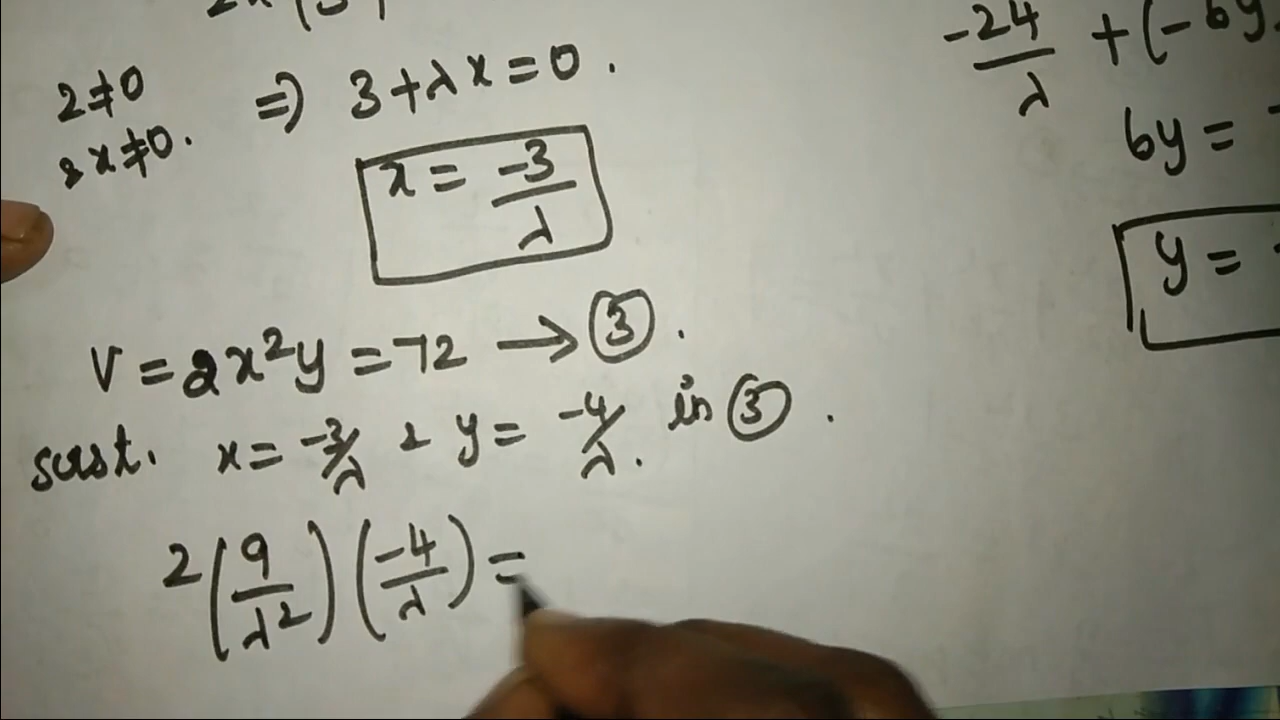 2≠0
& x≠0. ⇒ 3+λx=0.
x = -3/λ
V = 2x²y = 72 → ③.
subst. x = -3/λ & y = -4/λ in ③.
2(9/λ²)(-4/λ) =
-24/λ + (-6y
6y =
y =